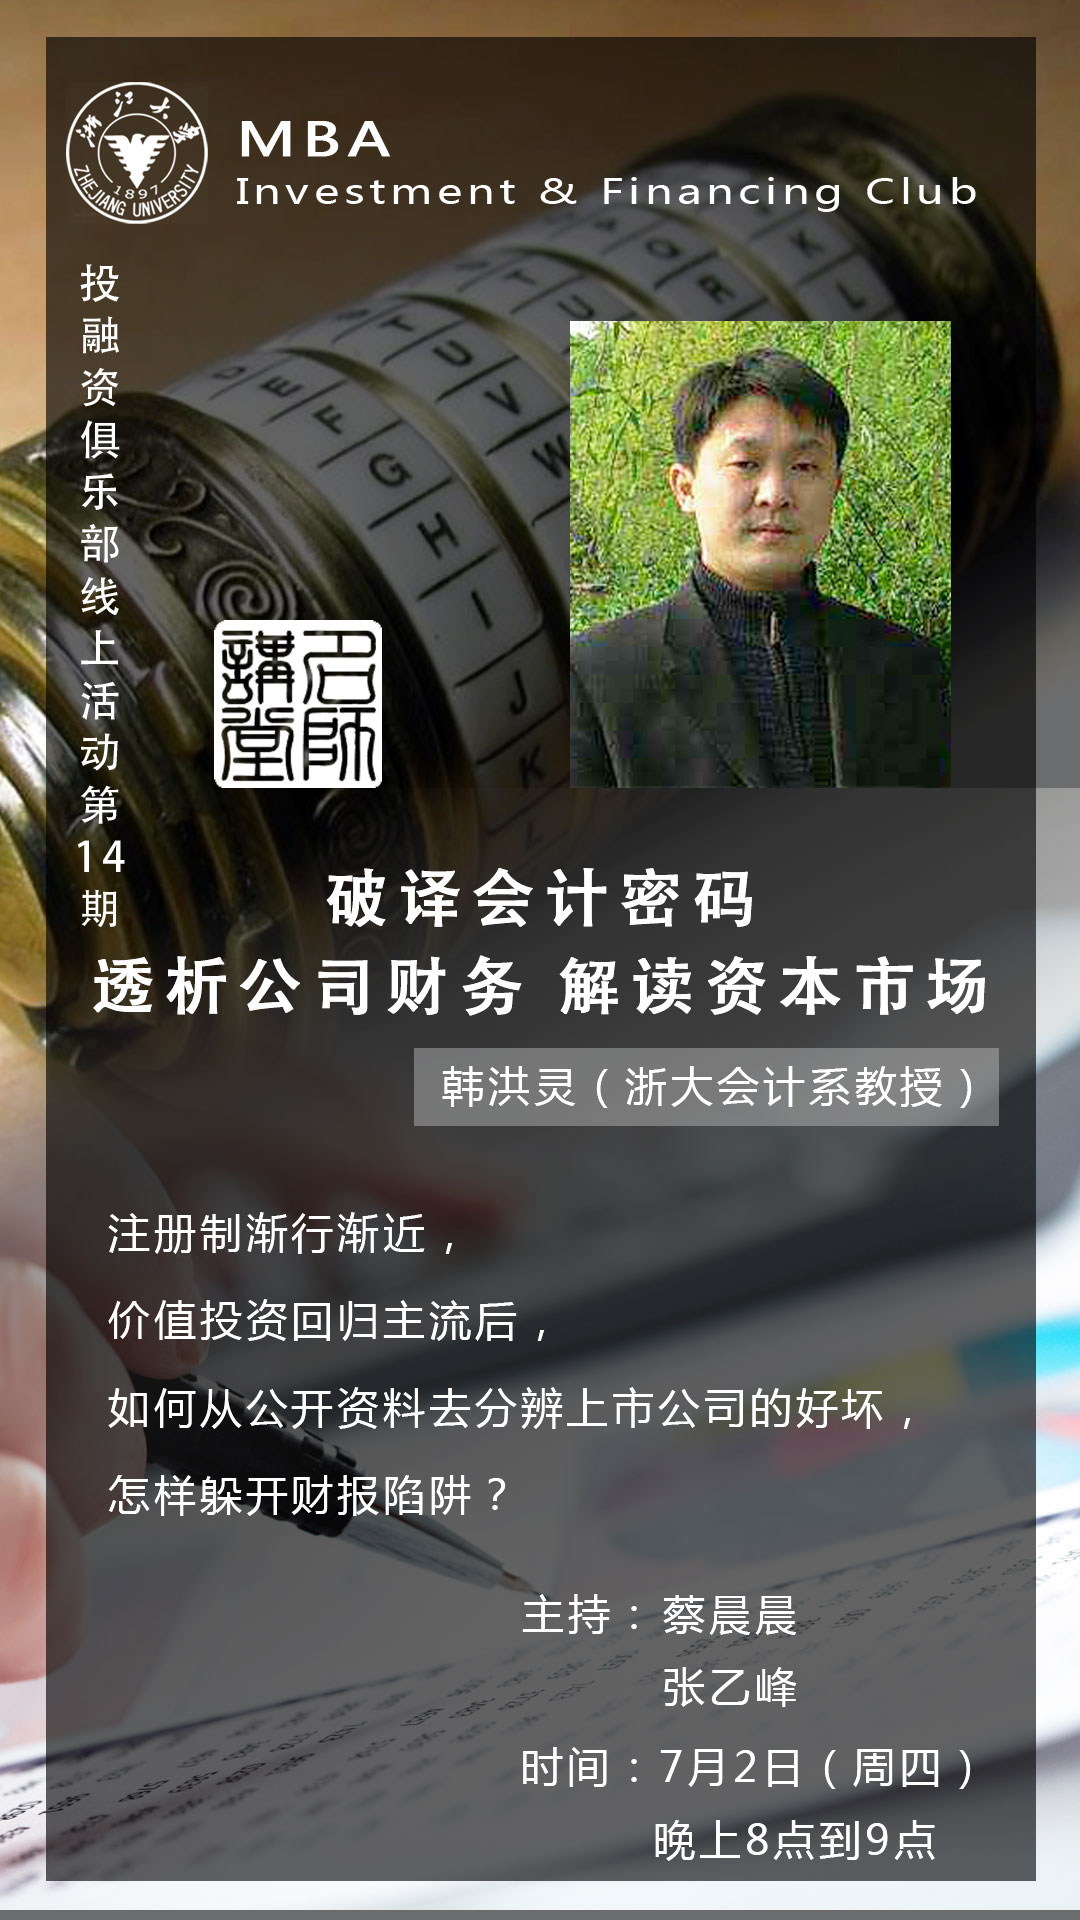 浙江大學
ZHEJIANG UNIVERSITY
1897
MBA
Investment & Financing Club
投融资俱乐部线上活动第14期
D E F G H I J K L
S T U V W
S T U
Q R
K L
名师
講堂
破译会计密码
透析公司财务 解读资本市场
韩洪灵（浙大会计系教授）
注册制渐行渐近，
价值投资回归主流后，
如何从公开资料去分辨上市公司的好坏，
怎样躲开财报陷阱？
主持：蔡晨晨
张乙峰
时间：7月2日（周四）
晚上8点到9点